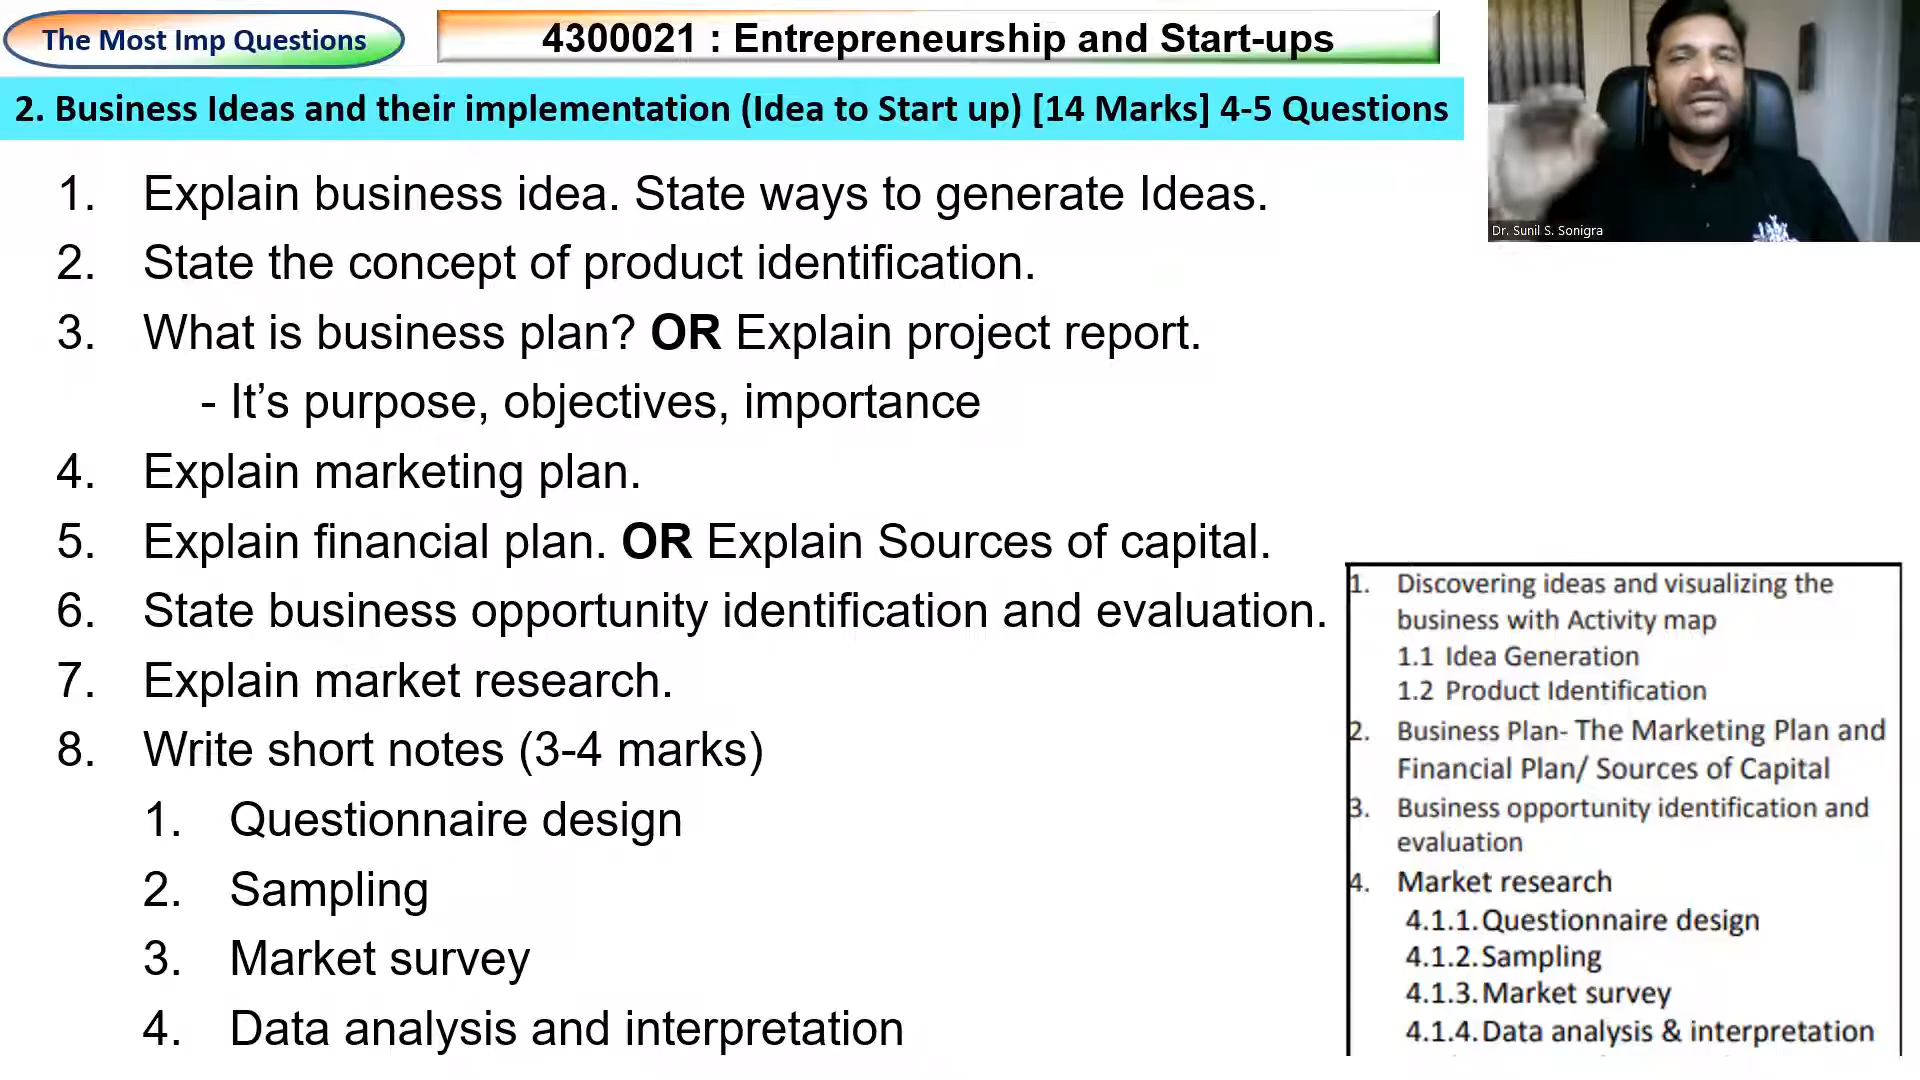 The Most Imp Questions
4300021 : Entrepreneurship and Start-ups
2. Business Ideas and their implementation (Idea to Start up) [14 Marks] 4-5 Questions
Dr. Sunil S. Sonigra
1. Explain business idea. State ways to generate Ideas.
2. State the concept of product identification.
3. What is business plan? OR Explain project report.
- It’s purpose, objectives, importance
4. Explain marketing plan.
5. Explain financial plan. OR Explain Sources of capital.
6. State business opportunity identification and evaluation.
7. Explain market research.
8. Write short notes (3-4 marks)
1. Questionnaire design
2. Sampling
3. Market survey
4. Data analysis and interpretation
1. Discovering ideas and visualizing the
business with Activity map
1.1 Idea Generation
1.2 Product Identification
2. Business Plan- The Marketing Plan and
Financial Plan/ Sources of Capital
3. Business opportunity identification and
evaluation
4. Market research
4.1.1.Questionnaire design
4.1.2.Sampling
4.1.3.Market survey
4.1.4.Data analysis & interpretation